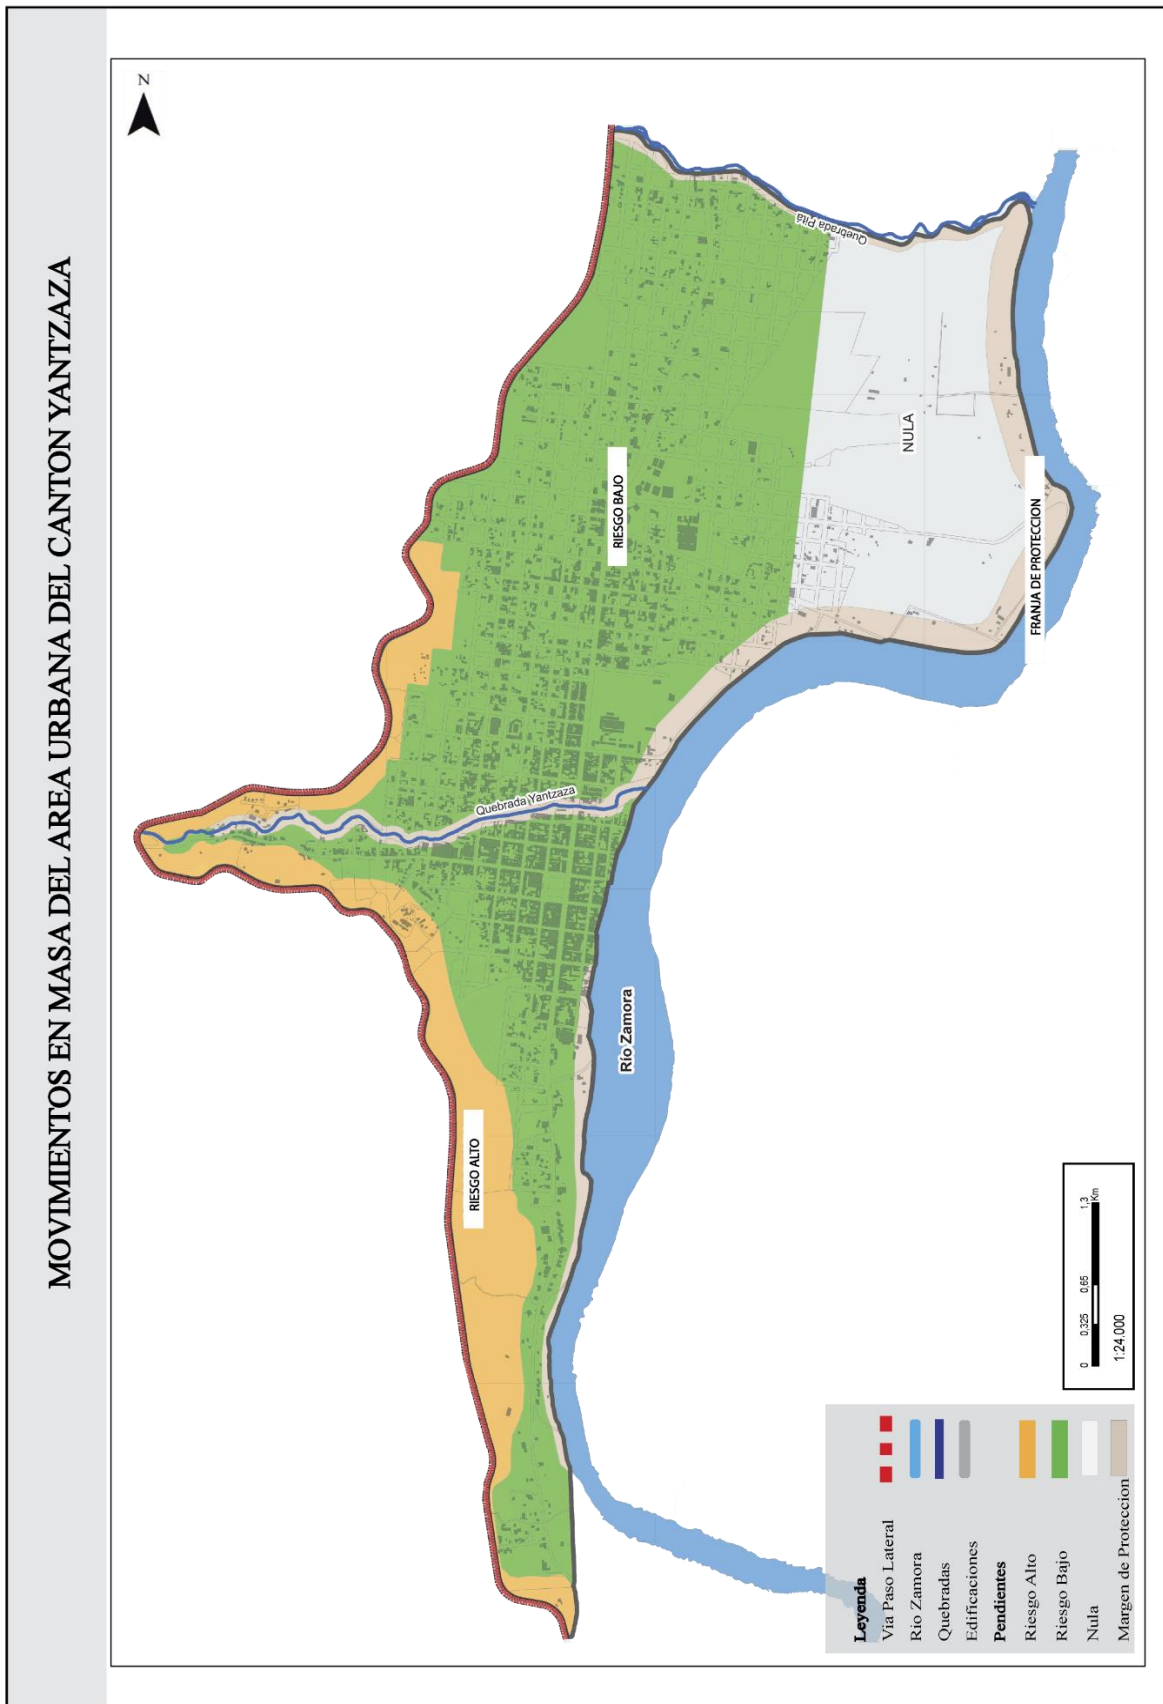 MOVIMIENTOS EN MASA DEL AREA URBANA DEL CANTON YANTZAZA
N
Quebrada Pitá
RIESGO BAJO
NULA
FRANJA DE PROTECCION
Quebrada Yantzaza
Río Zamora
RIESGO ALTO
Leyenda
Via Paso Lateral
Rio Zamora
Quebradas
Edificaciones
Pendientes
Riesgo Alto
Riesgo Bajo
Nula
Margen de Proteccion
0 0,325 0,65 1,3
Km
1:24.000